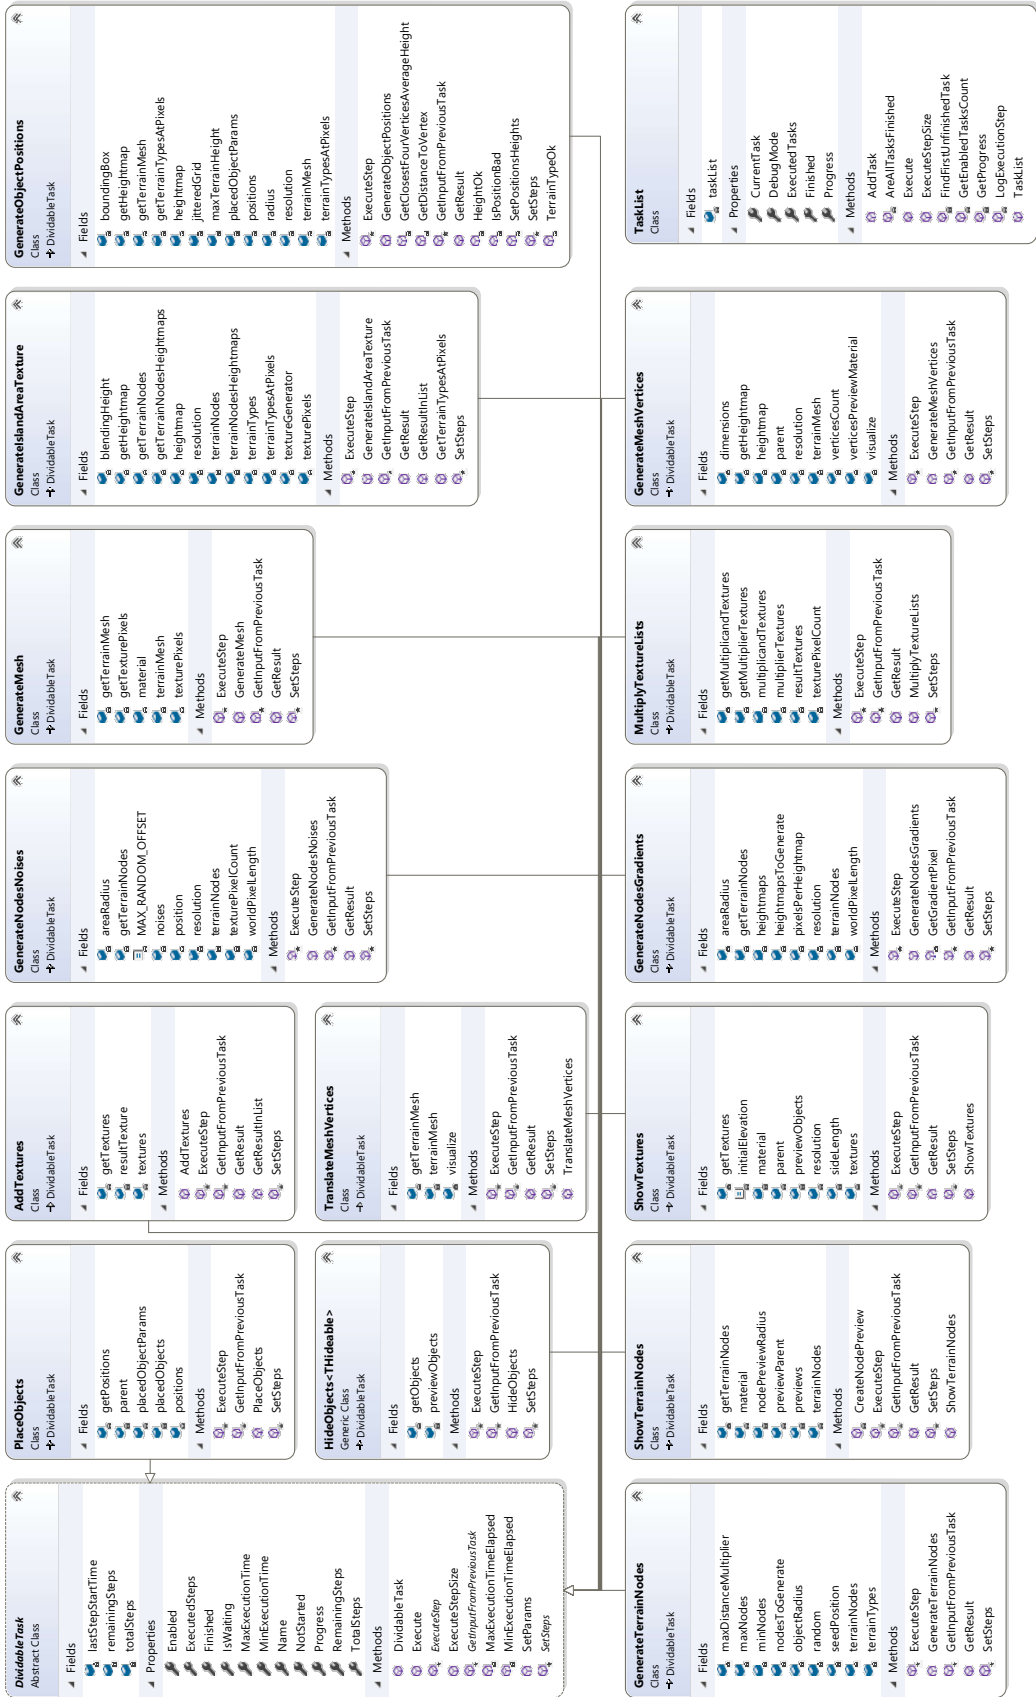 DividableTask
Abstract Class
Fields
lastStepStartTime
remainingSteps
totalSteps
Properties
Enabled
ExecutedSteps
Finished
IsWaiting
MaxExecutionTime
MinExecutionTime
Name
NotStarted
Progress
RemainingSteps
TotalSteps
Methods
DividableTask
Execute
ExecuteStep
ExecuteStepSize
GetInputFromPreviousTask
MaxExecutionTimeElapsed
MinExecutionTimeElapsed
SetParams
SetSteps
PlaceObjects
Class
DividableTask
Fields
getPositions
parent
placedObjectParams
placedObjects
positions
Methods
ExecuteStep
GetInputFromPreviousTask
PlaceObjects
SetSteps
HideObjects<THideable>
Generic Class
DividableTask
Fields
getObjects
previewObjects
Methods
ExecuteStep
GetInputFromPreviousTask
HideObjects
SetSteps
AddTextures
Class
DividableTask
Fields
getTextures
resultTexture
textures
Methods
AddTextures
ExecuteStep
GetInputFromPreviousTask
GetResult
GetResultInList
SetSteps
TranslateMeshVertices
Class
DividableTask
Fields
getTerrainMesh
terrainMesh
visualize
Methods
ExecuteStep
GetInputFromPreviousTask
GetResult
SetSteps
TranslateMeshVertices
GenerateNodesNoises
Class
DividableTask
Fields
areaRadius
getTerrainNodes
MAX_RANDOM_OFFSET
noises
position
resolution
terrainNodes
texturePixelCount
worldPixelLength
Methods
ExecuteStep
GenerateNodesNoises
GetInputFromPreviousTask
GetResult
SetSteps
GenerateMesh
Class
DividableTask
Fields
getTerrainMesh
getTexturePixels
material
terrainMesh
texturePixels
Methods
ExecuteStep
GenerateMesh
GetInputFromPreviousTask
GetResult
SetSteps
GenerateIslandAreaTexture
Class
DividableTask
Fields
blendingHeight
getHeightmap
getTerrainNodes
getTerrainNodesHeightmaps
heightmap
resolution
terrainNodes
terrainNodesHeightmaps
terrainTypes
terrainTypesAtPixels
textureGenerator
texturePixels
Methods
ExecuteStep
GenerateIslandAreaTexture
GetInputFromPreviousTask
GetResult
GetResultInList
GetTerrainTypesAtPixels
SetSteps
GenerateObjectPositions
Class
DividableTask
Fields
boundingBox
getHeightmap
getTerrainMesh
getTerrainTypesAtPixels
heightmap
jitteredGrid
maxTerrainHeight
placedObjectParams
positions
radius
resolution
terrainMesh
terrainTypesAtPixels
Methods
ExecuteStep
GenerateObjectPositions
GetClosestFourVerticesAverageHeight
GetDistanceToVertex
GetInputFromPreviousTask
GetResult
HeightOk
IsPositionBad
SetPositionsHeights
SetSteps
TerrainTypeOk
GenerateTerrainNodes
Class
DividableTask
Fields
maxDistanceMultiplier
maxNodes
minNodes
nodesToGenerate
objectRadius
random
seedPosition
terrainNodes
terrainTypes
Methods
ExecuteStep
GenerateTerrainNodes
GetInputFromPreviousTask
GetResult
SetSteps
ShowTerrainNodes
Class
DividableTask
Fields
getTerrainNodes
material
nodePreviewRadius
previewParent
previews
terrainNodes
Methods
CreateNodePreview
ExecuteStep
GetInputFromPreviousTask
GetResult
SetSteps
ShowTerrainNodes
ShowTextures
Class
DividableTask
Fields
getTextures
initialElevation
material
parent
previewObjects
resolution
sideLength
textures
Methods
ExecuteStep
GetInputFromPreviousTask
GetResult
SetSteps
ShowTextures
GenerateNodesGradients
Class
DividableTask
Fields
areaRadius
getTerrainNodes
heightmaps
heightmapsToGenerate
pixelsPerHeightmap
resolution
terrainNodes
worldPixelLength
Methods
ExecuteStep
GenerateNodesGradients
GetGradientPixel
GetInputFromPreviousTask
GetResult
SetSteps
MultiplyTextureLists
Class
DividableTask
Fields
getMultiplicandTextures
getMultipilerTextures
multiplicandTextures
multiplierTextures
resultTextures
texturePixelCount
Methods
ExecuteStep
GetInputFromPreviousTask
GetResult
MultiplyTextureLists
SetSteps
GenerateMeshVertices
Class
DividableTask
Fields
dimensions
getHeightmap
heightmap
parent
resolution
terrainMesh
verticesCount
verticesPreviewMaterial
visualize
Methods
ExecuteStep
GenerateMeshVertices
GetInputFromPreviousTask
GetResult
SetSteps
TaskList
Class
Fields
taskList
Properties
CurrentTask
DebugMode
ExecutedTasks
Finished
Progress
Methods
AddTask
AreAllTasksFinished
Execute
ExecuteStepSize
FindFirstUnfinishedTask
GetEnabledTasksCount
GetProgress
LogExecutionStep
TaskList